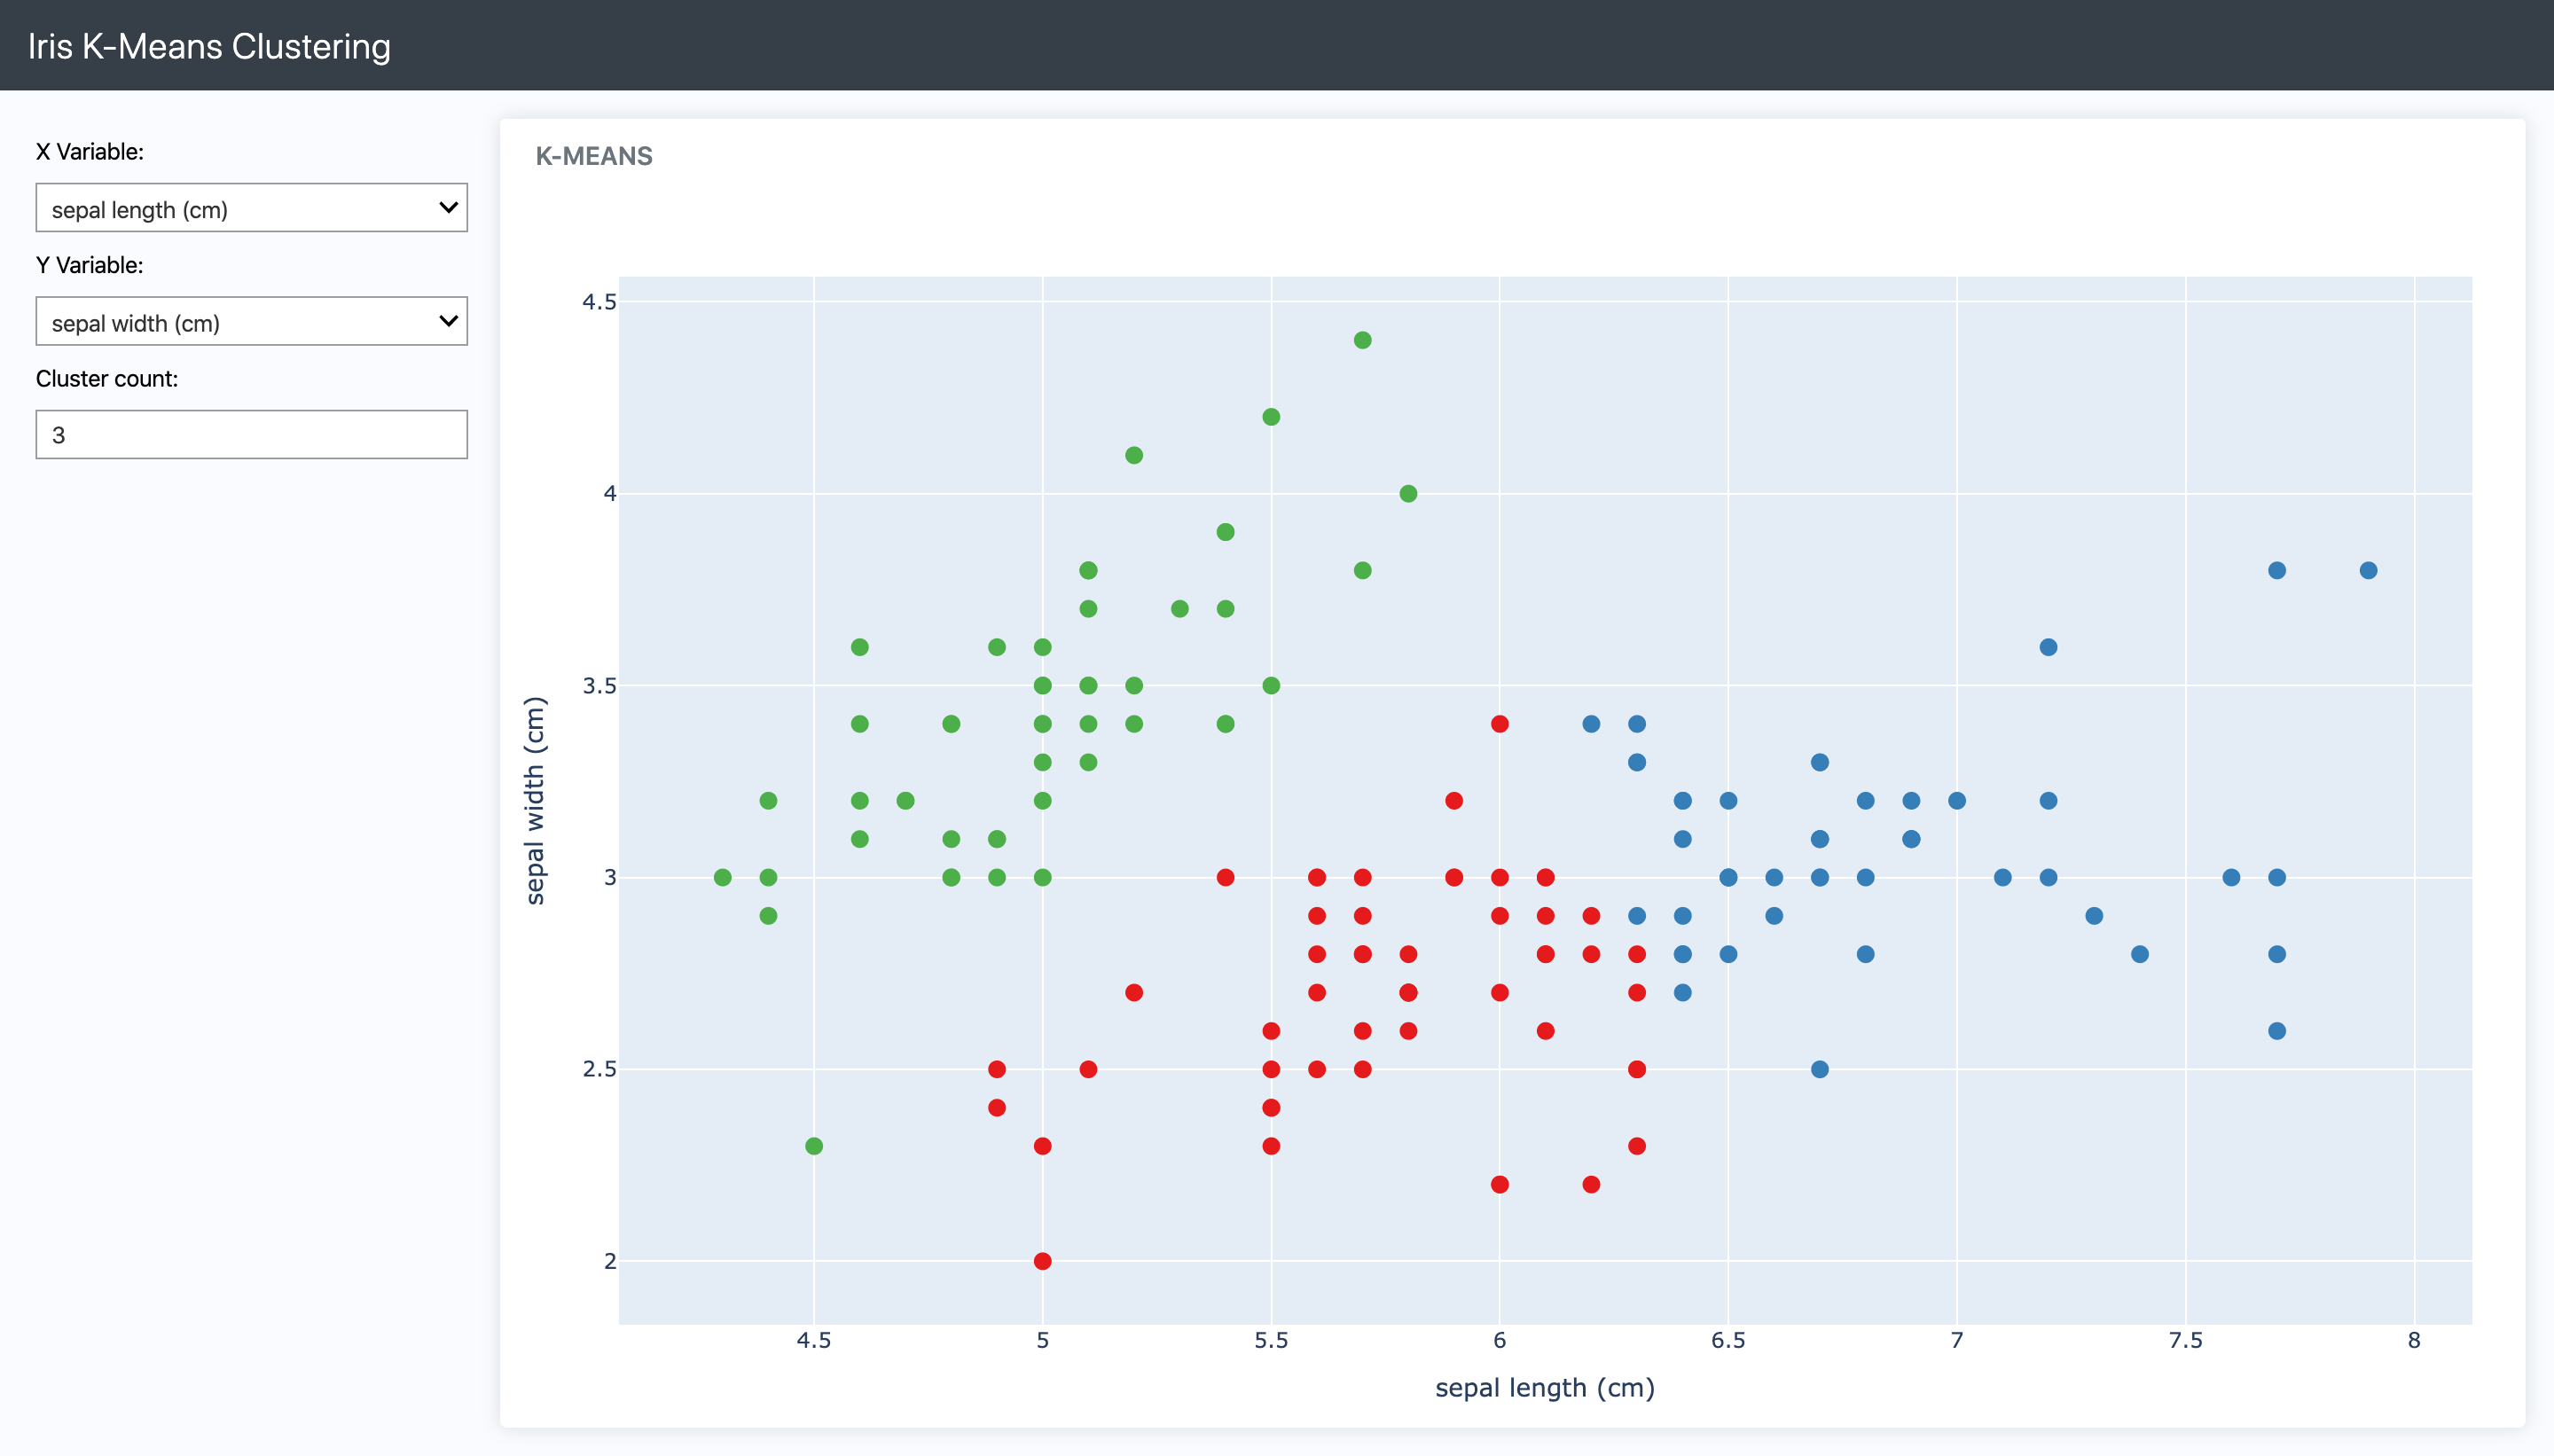 Iris K-Means Clustering
X Variable:
sepal length (cm)
Y Variable:
sepal width (cm)
Cluster count:
3
K-MEANS
4.5
4
3.5
3
2.5
2
sepal width (cm)
4.5 5 5.5 6 6.5 7 7.5 8
sepal length (cm)